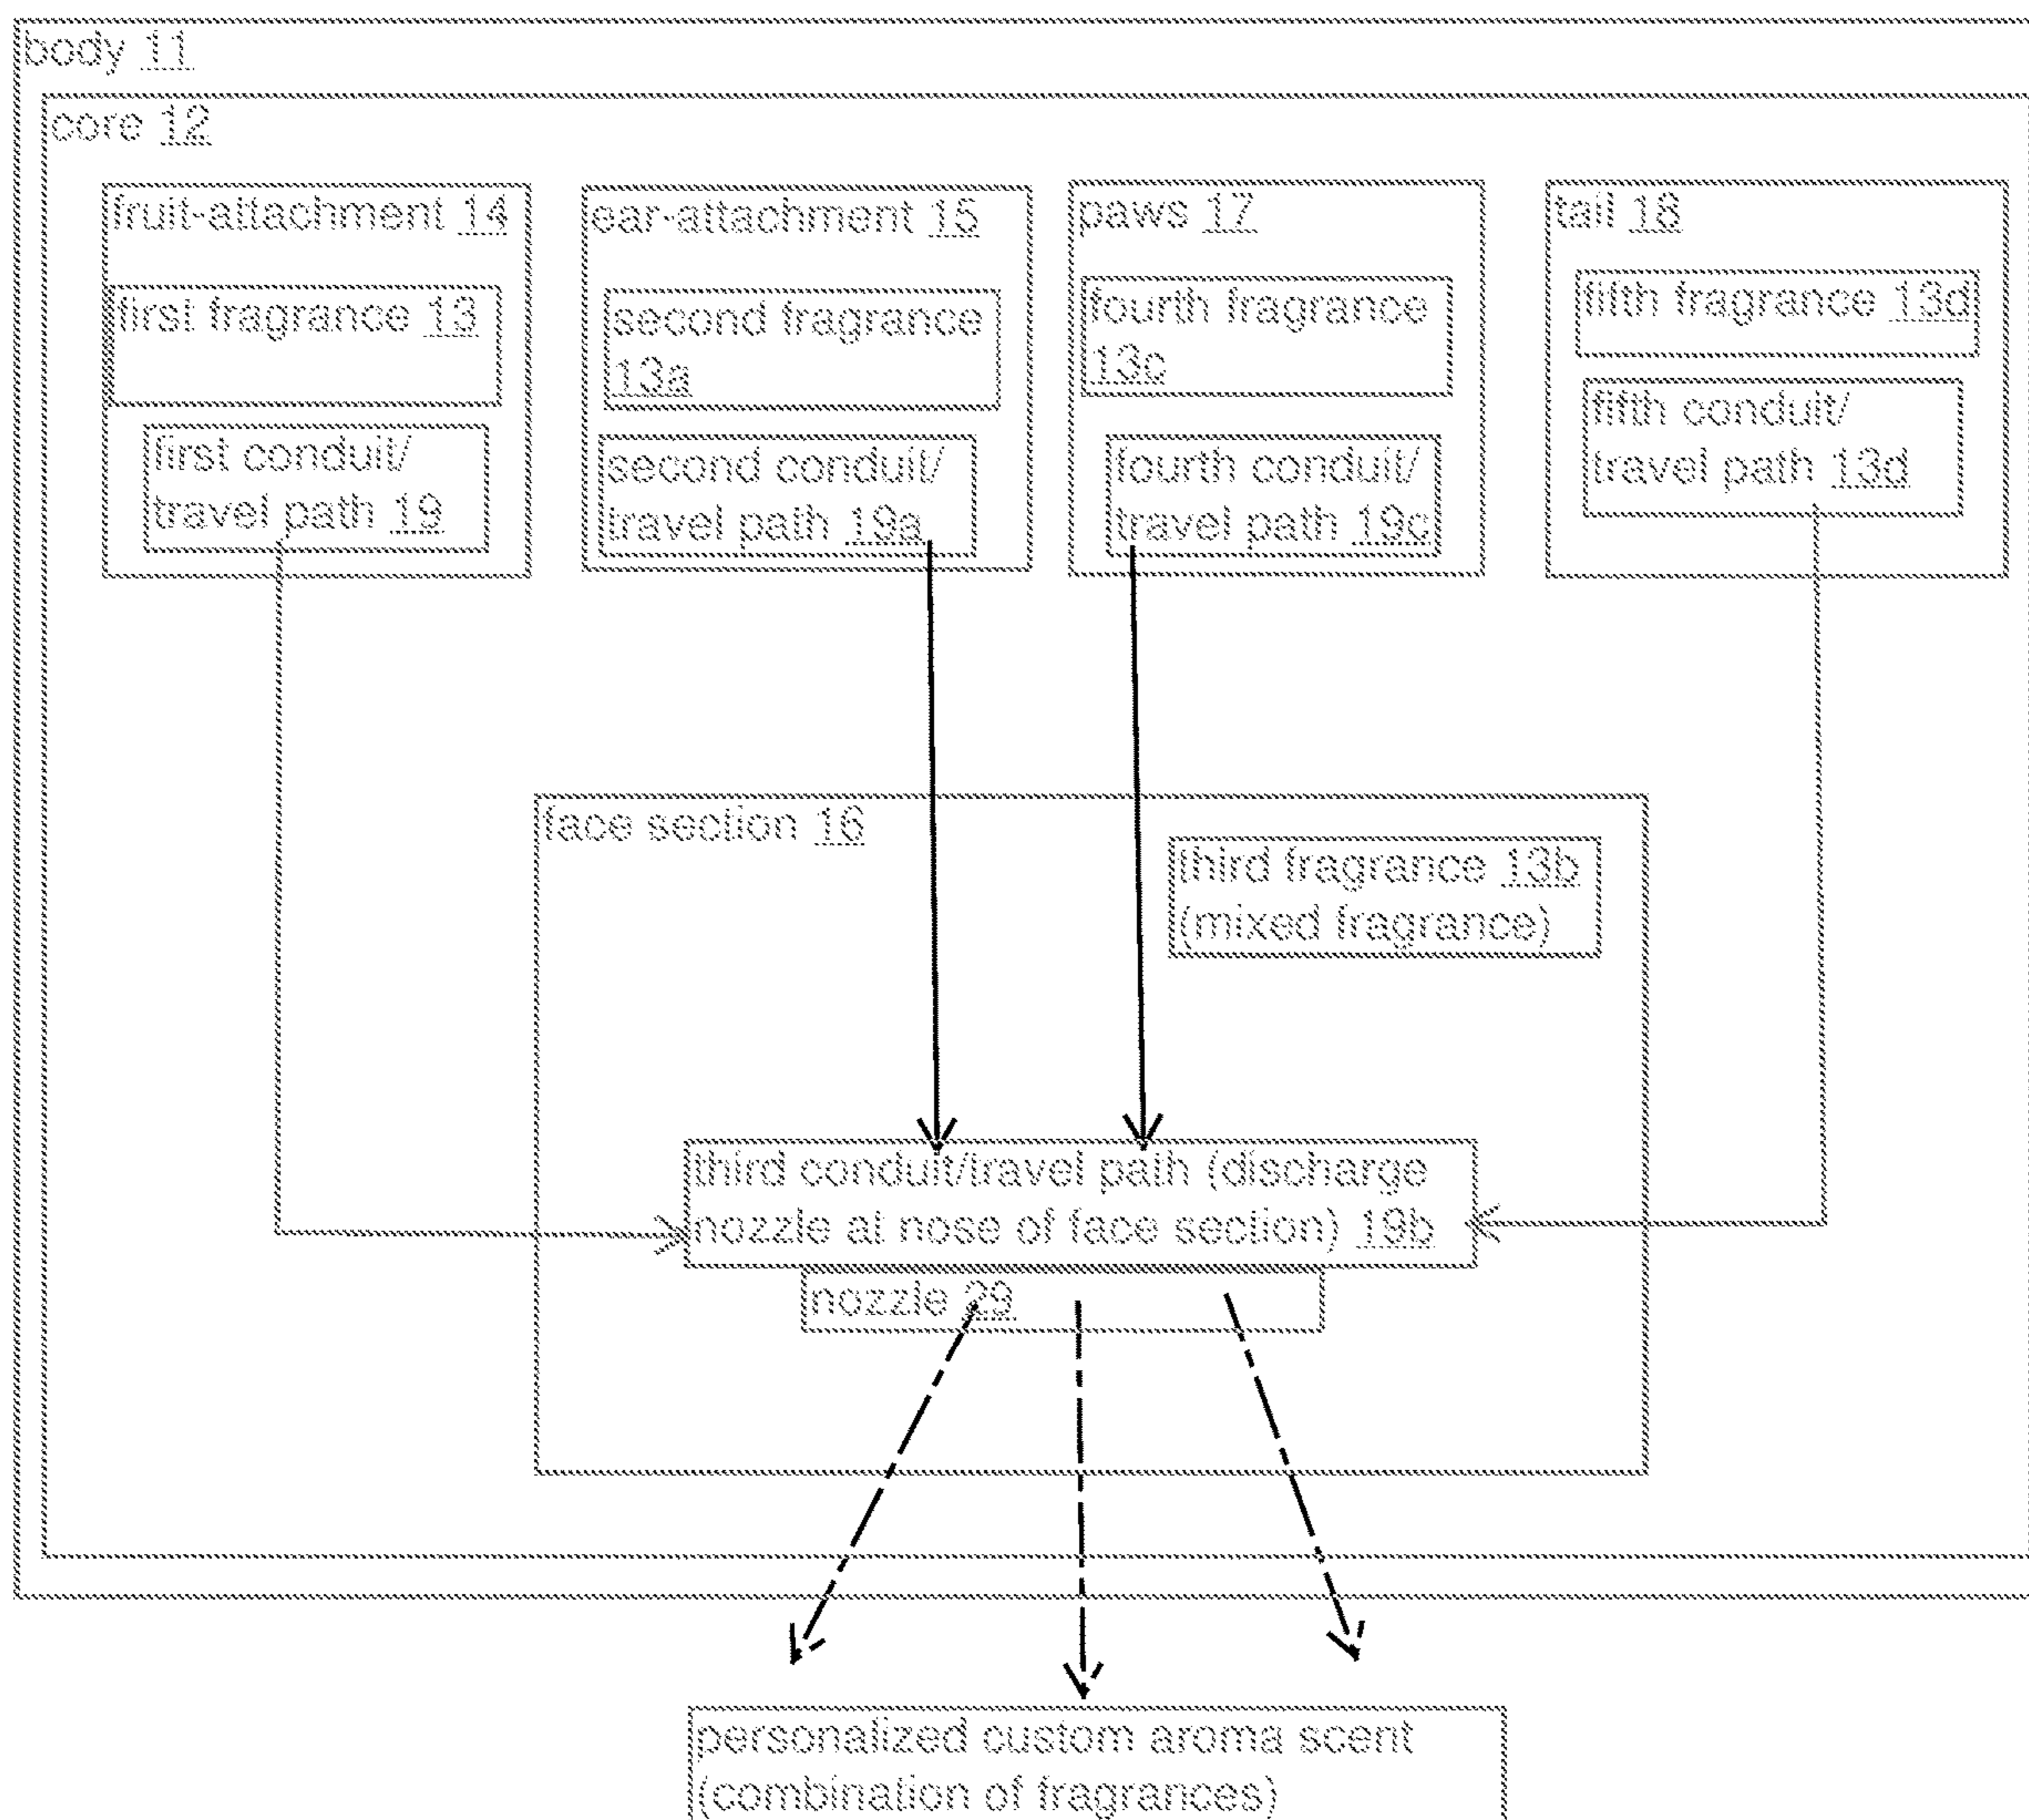 body 11
core 12
fruit-attachment 14
first fragrance 13
first conduit/
travel path 19
ear-attachment 15
second fragrance
13a
second conduit/
travel path 19a
paws 17
fourth fragrance
13c
fourth conduit/
travel path 19c
tail 18
fifth fragrance 13d
fifth conduit/
travel path 13d
face section 16
third fragrance 13b
(mixed fragrance)
third conduit/travel path (discharge
nozzle at nose of face section) 19b
nozzle 29
personalized custom aroma scent
(combination of fragrances)